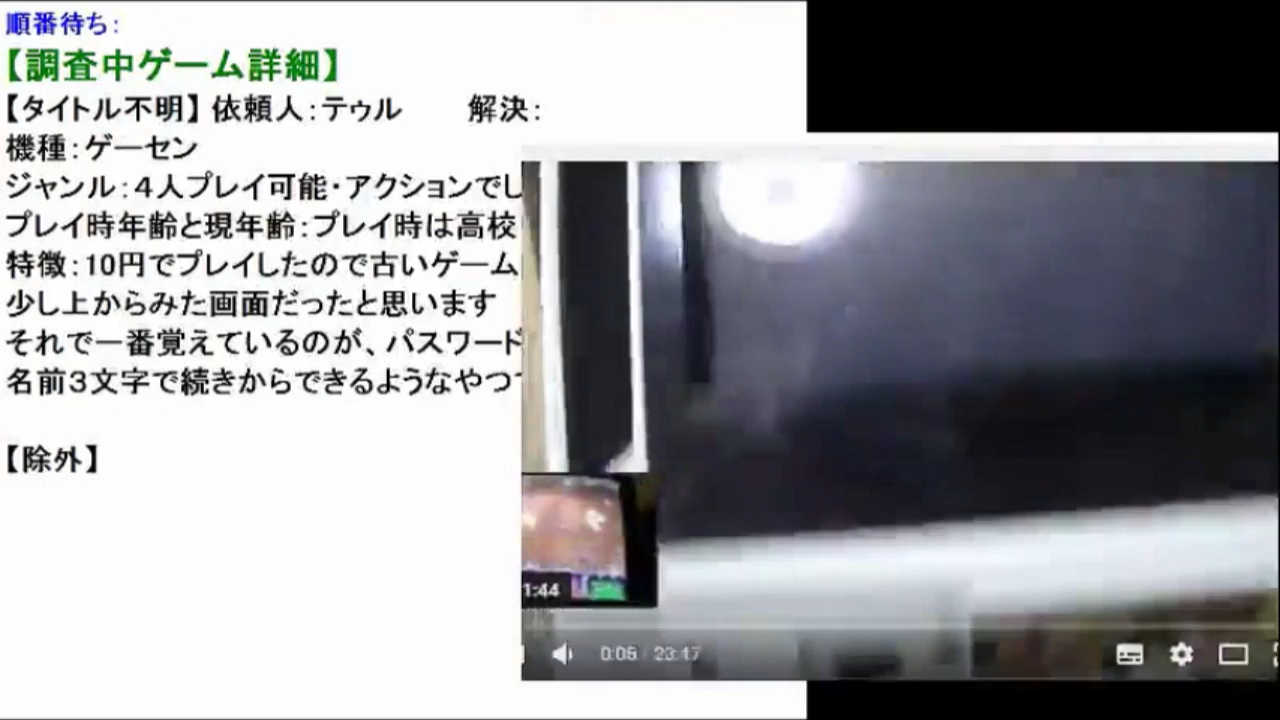 順番待ち：
【調査中ゲーム詳細】
【タイトル不明】 依頼人：テゥル 解決：
機種：ゲーセン
ジャンル：４人プレイ可能・アクションでし
プレイ時年齢と現年齢：プレイ時は高校
特徴：10円でプレイしたので古いゲーム
少し上からみた画面だったと思います
それで一番覚えているのが、パスワード
名前３文字で続きからできるようなやつ
【除外】
1:44
0:06 / 23:47